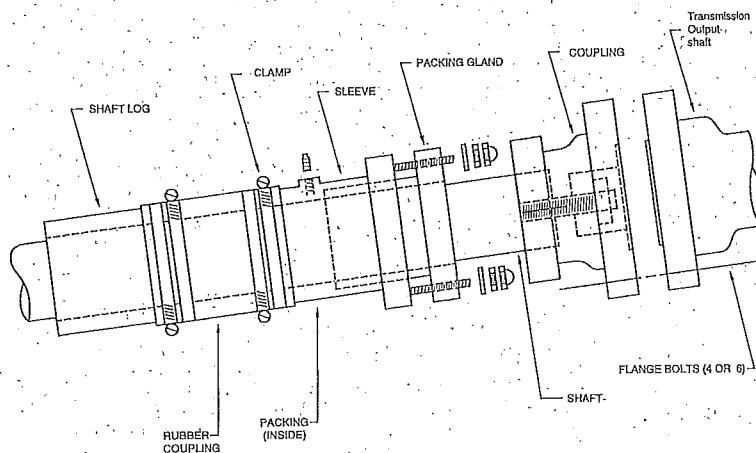 Transmission
Output-
shaft
COUPLING
PACKING GLAND
CLAMP
SLEEVE
SHAFT LOG
FLANGE BOLTS (4 OR 6)
SHAFT-
PACKING
(INSIDE)
RUBBER
COUPLING